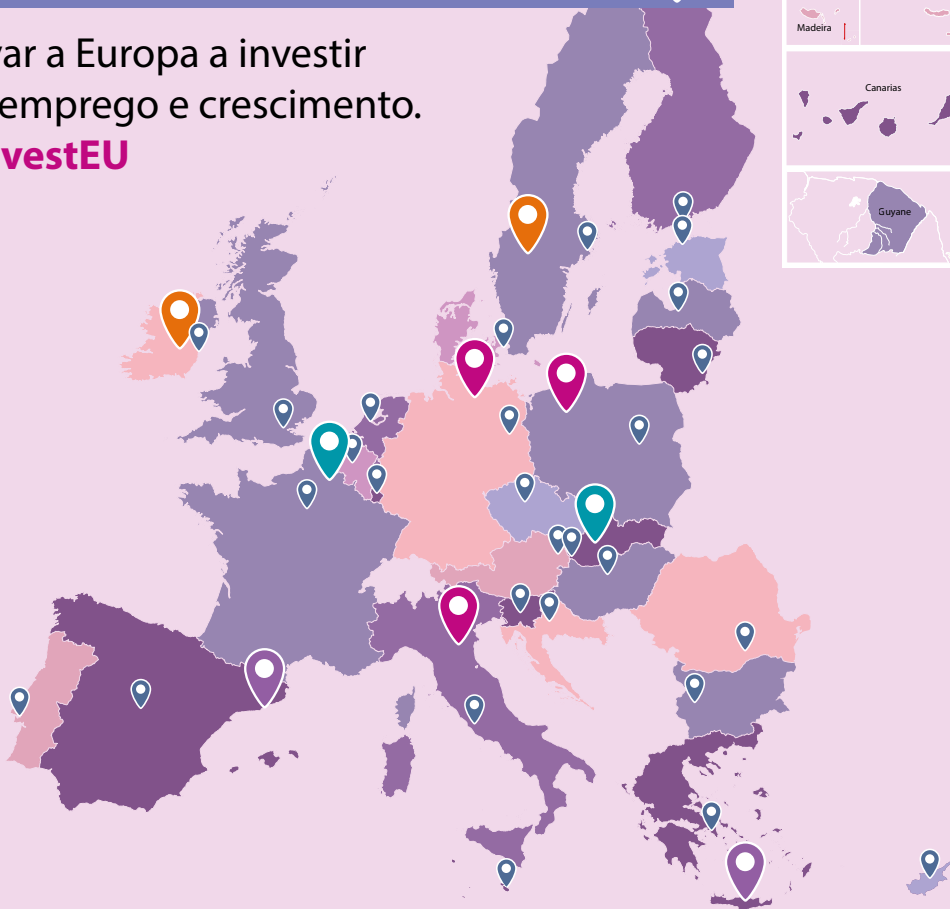 var a Europa a investir
emprego e crescimento.
vestEU
Madeira
Canarias
Guyane